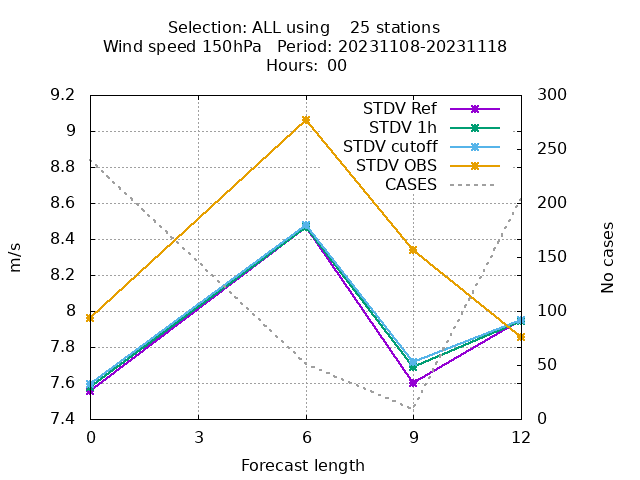 Selection: ALL using    25 stations
Wind speed 150hPa   Period: 20231108-20231118
Hours:  00
9.2
9
8.8
8.6
8.4
8.2
8
7.8
7.6
7.4
m/s
STDV Ref
STDV 1h
STDV cutoff
STDV OBS
CASES
300
250
200
150
100
50
0
No cases
0 3 6 9 12
Forecast length